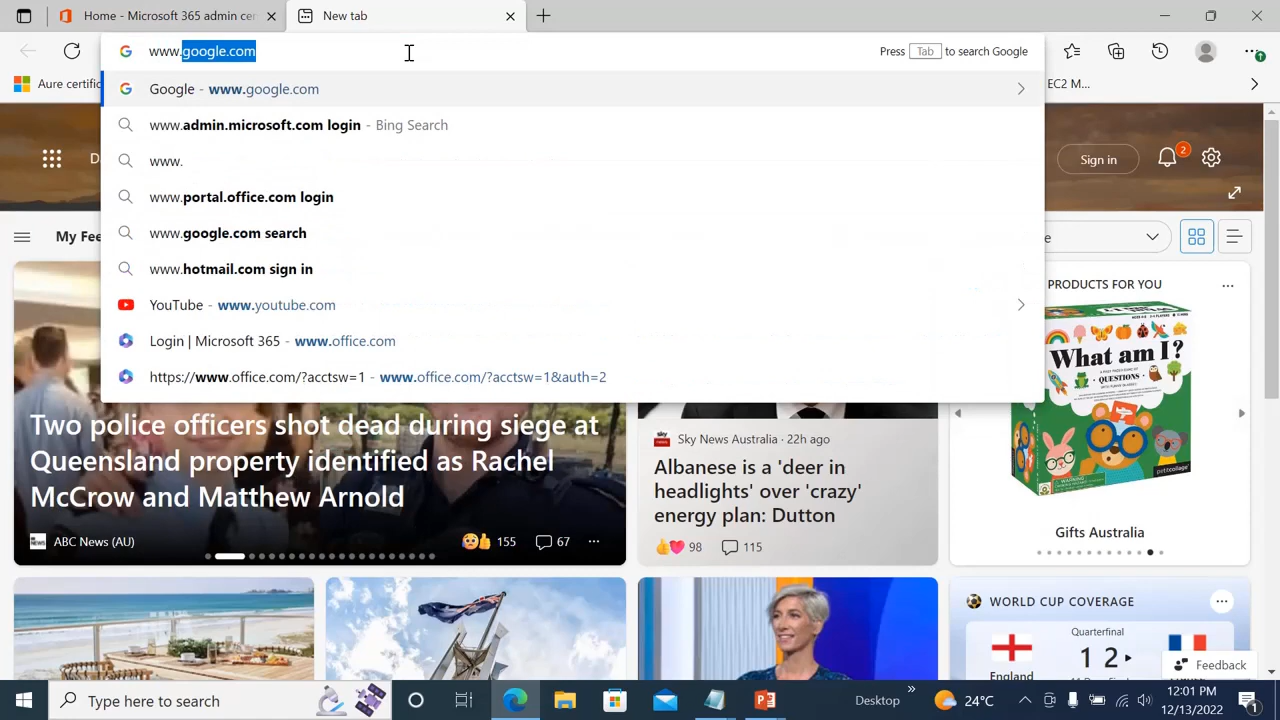 Home - Microsoft 365 admin cer
New tab
www.google.com
Press Tab to search Google
Aure certific
Google - www.google.com
EC2 M...
www.admin.microsoft.com login - Bing Search
www.
Sign in
2
www.portal.office.com login
www.google.com search
My Fee
www.hotmail.com sign in
YouTube - www.youtube.com
PRODUCTS FOR YOU
Login | Microsoft 365 - www.office.com
https://www.office.com/?acctsw=1 - www.office.com/?acctsw=1&auth=2
What am I?
QUESTIONS
petitcollage
Two police officers shot dead during siege at
Queensland property identified as Rachel
McCrow and Matthew Arnold
ABC News (AU)
155
67
Sky News Australia · 22h ago
Albanese is a 'deer in
headlights' over 'crazy'
energy plan: Dutton
98
115
Gifts Australia
WORLD CUP COVERAGE
Quarterfinal
1 2
England
Feedback
Type here to search
Desktop
24°C
12:01 PM
12/13/2022
1